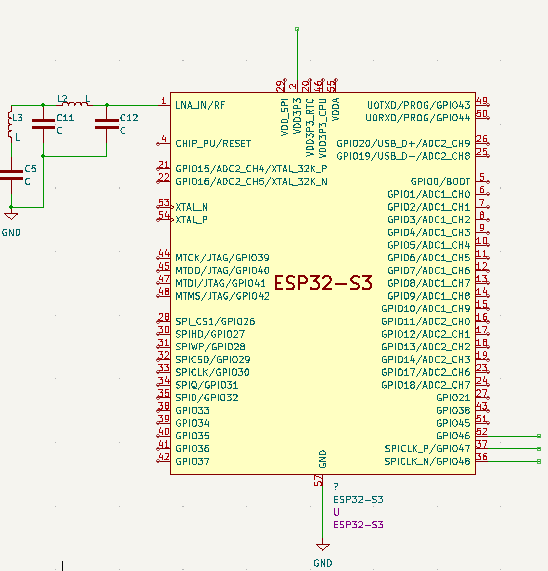 29 2 20 46 55
VDD_SPI VDD3P3 VDD3P3_RTC VDD3P3_CPU VDDA
L3
L
C5
C
GND
C11
C
L2 L
C12
C
1 LNA_IN/RF
4 CHIP_PU/RESET
21 GPIO15/ADC2_CH4/XTAL_32K_P
22 GPIO16/ADC2_CH5/XTAL_32K_N
53 XTAL_N
54 XTAL_P
44 MTCK/JTAG/GPIO39
45 MTDO/JTAG/GPIO40
47 MTDI/JTAG/GPIO41
48 MTMS/JTAG/GPIO42
28 SPI_CS1/GPIO26
30 SPIHD/GPIO27
31 SPIWP/GPIO28
32 SPICSO/GPIO29
33 SPICLK/GPIO30
34 SPIQ/GPIO31
35 SPID/GPIO32
38 GPIO33
39 GPIO34
40 GPIO35
41 GPIO36
42 GPIO37
ESP32-S3
U0TXD/PROG/GPIO43 49
U0RXD/PROG/GPIO44 50
GPIO20/USB_D+/ADC2_CH9 26
GPIO19/USB_D-/ADC2_CH8 25
GPIO0/BOOT 5
GPIO1/ADC1_CH0 6
GPIO2/ADC1_CH1 7
GPIO3/ADC1_CH2 8
GPIO4/ADC1_CH3 9
GPIO5/ADC1_CH4 10
GPIO6/ADC1_CH5 11
GPIO7/ADC1_CH6 12
GPIO8/ADC1_CH7 13
GPIO9/ADC1_CH8 14
GPIO10/ADC1_CH9 15
GPIO11/ADC2_CH0 16
GPIO12/ADC2_CH1 17
GPIO13/ADC2_CH2 18
GPIO14/ADC2_CH3 19
GPIO17/ADC2_CH6 23
GPIO18/ADC2_CH7 24
GPIO21 27
GPIO38 43
GPIO45 51
GPIO46 52
SPICLK_P/GPIO47 37
SPICLK_N/GPIO48 36
GND
57
?
ESP32-S3
U
ESP32-S3
GND